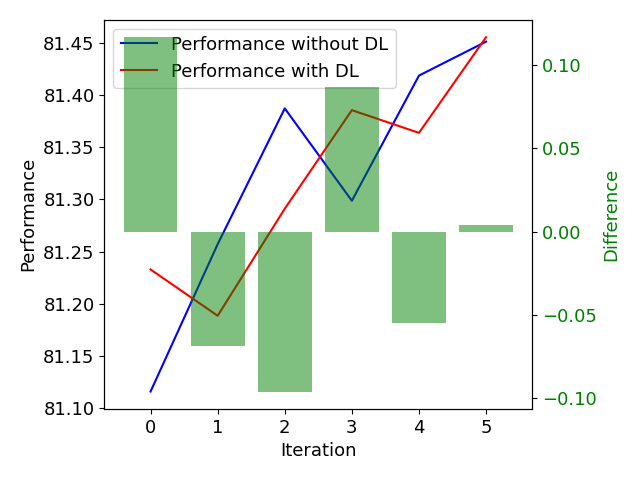 Performance without DL
Performance with DL
81.45
81.40
81.35
81.30
81.25
81.20
81.15
81.10
Performance
0 1 2 3 4 5
Iteration
0.10
0.05
0.00
−0.05
−0.10
Difference